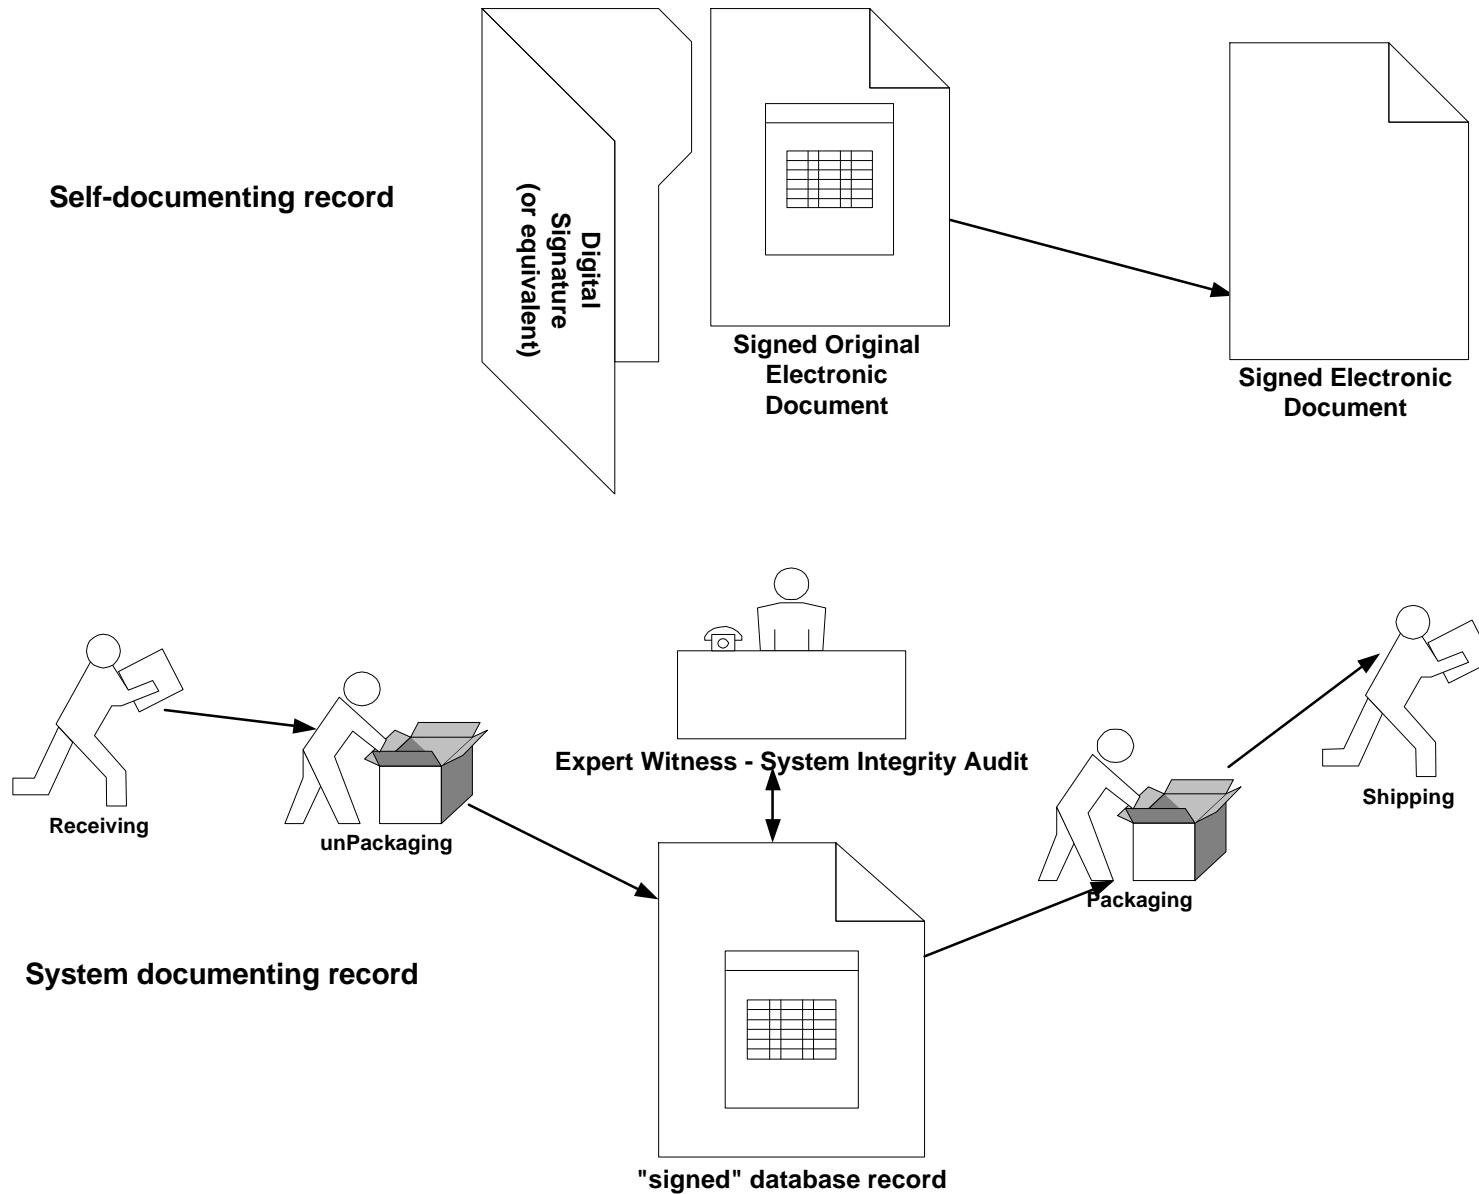 Self-documenting record
Digital
Signature
(or equivalent)
Signed Original
Electronic
Document
Signed Electronic
Document
Expert Witness - System Integrity Audit
Receiving
unPackaging
Packaging
Shipping
System documenting record
"signed" database record